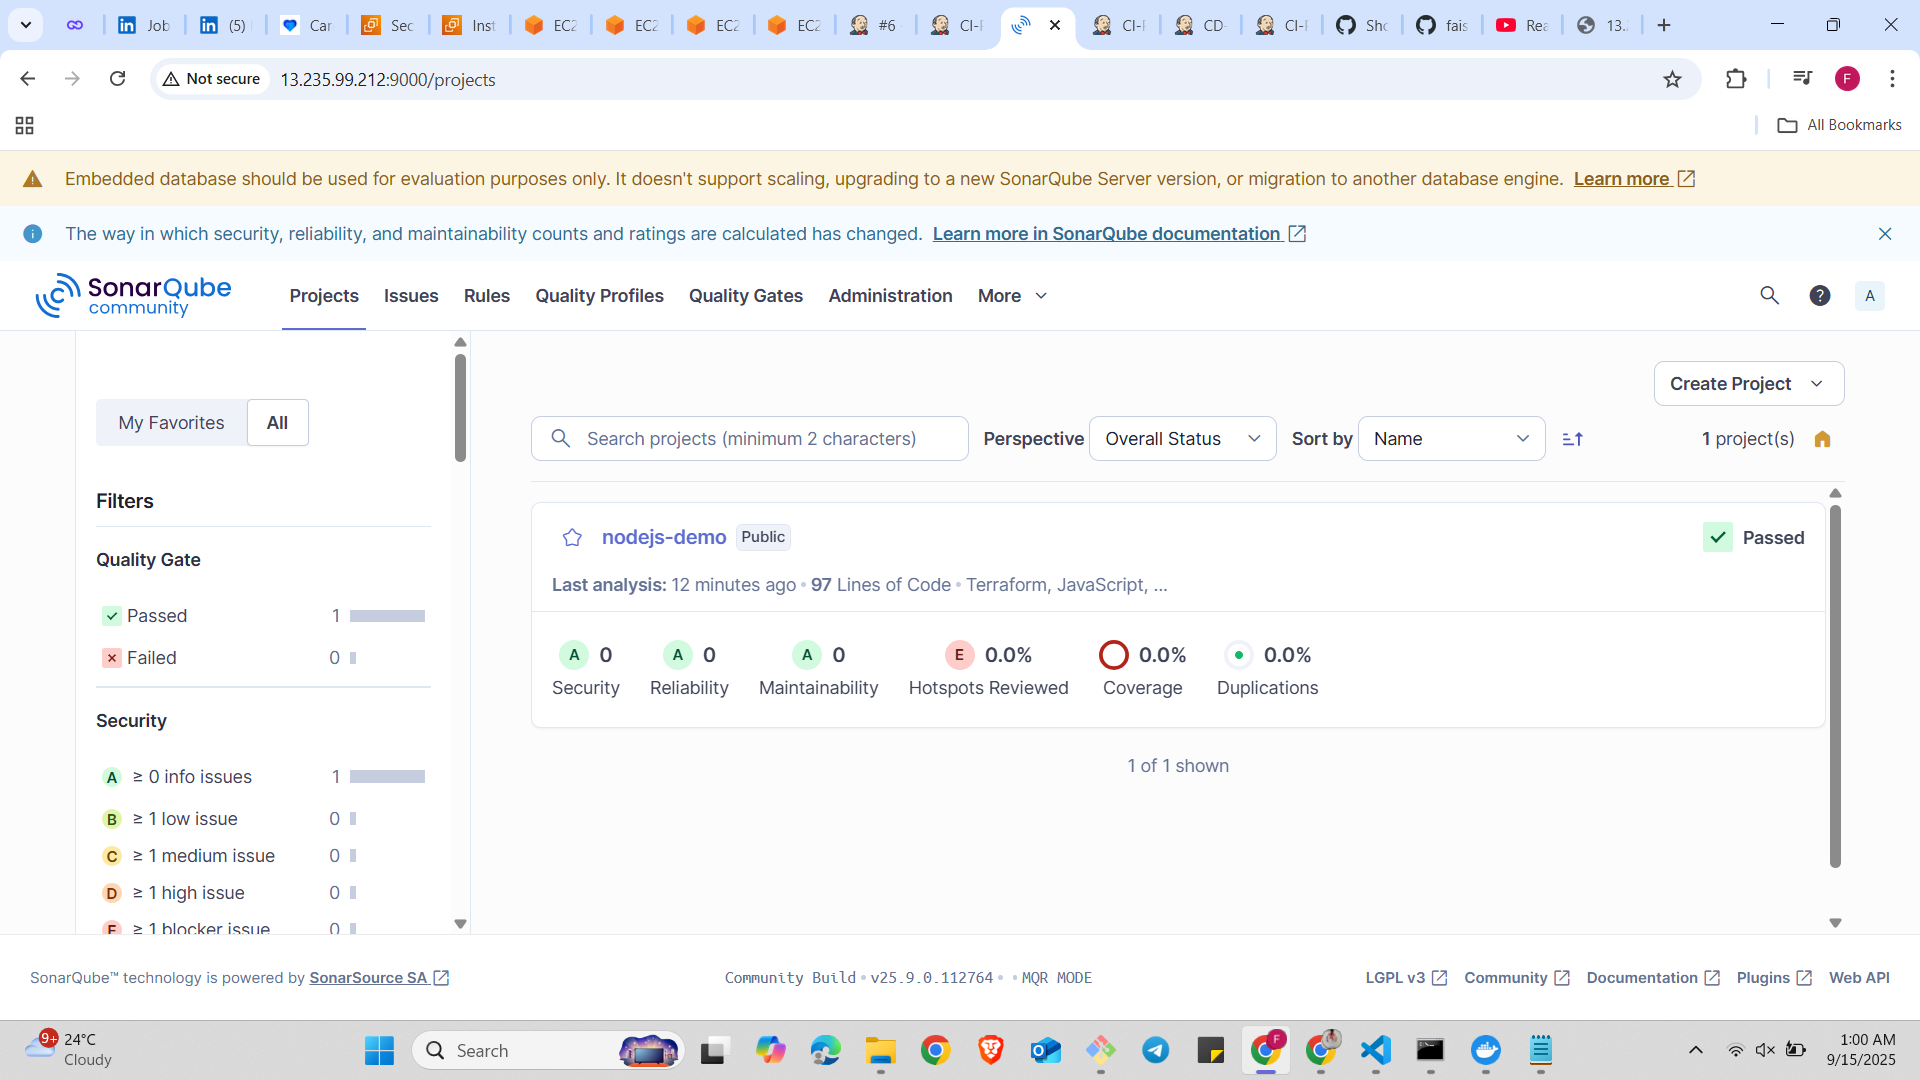 Job
(5)
Car
Sec
Inst
EC2
EC2
EC2
EC2
#6
CI-F
CI-F
CD-
CI-F
Sho
fais
Rea
13.
Not secure
13.235.99.212:9000/projects
F
All Bookmarks
Embedded database should be used for evaluation purposes only. It doesn't support scaling, upgrading to a new SonarQube Server version, or migration to another database engine. Learn more
The way in which security, reliability, and maintainability counts and ratings are calculated has changed. Learn more in SonarQube documentation
SonarQube
community
Projects
Issues
Rules
Quality Profiles
Quality Gates
Administration
More
?
A
My Favorites
All
Create Project
Search projects (minimum 2 characters)
Perspective
Overall Status
Sort by
Name
1 project(s)
Filters
Quality Gate
Passed 1
Failed 0
Security
A ≥ 0 info issues 1
B ≥ 1 low issue 0
C ≥ 1 medium issue 0
D ≥ 1 high issue 0
E ≥ 1 blocker issue 0
nodejs-demo Public
Passed
Last analysis: 12 minutes ago • 97 Lines of Code • Terraform, JavaScript, ...
A 0
Security
A 0
Reliability
A 0
Maintainability
E 0.0%
Hotspots Reviewed
0.0%
Coverage
0.0%
Duplications
1 of 1 shown
SonarQube™ technology is powered by SonarSource SA
Community Build • v25.9.0.112764 • • MQR MODE
LGPL v3
Community
Documentation
Plugins
Web API
9+
24°C
Cloudy
Search
F
1:00 AM
9/15/2025